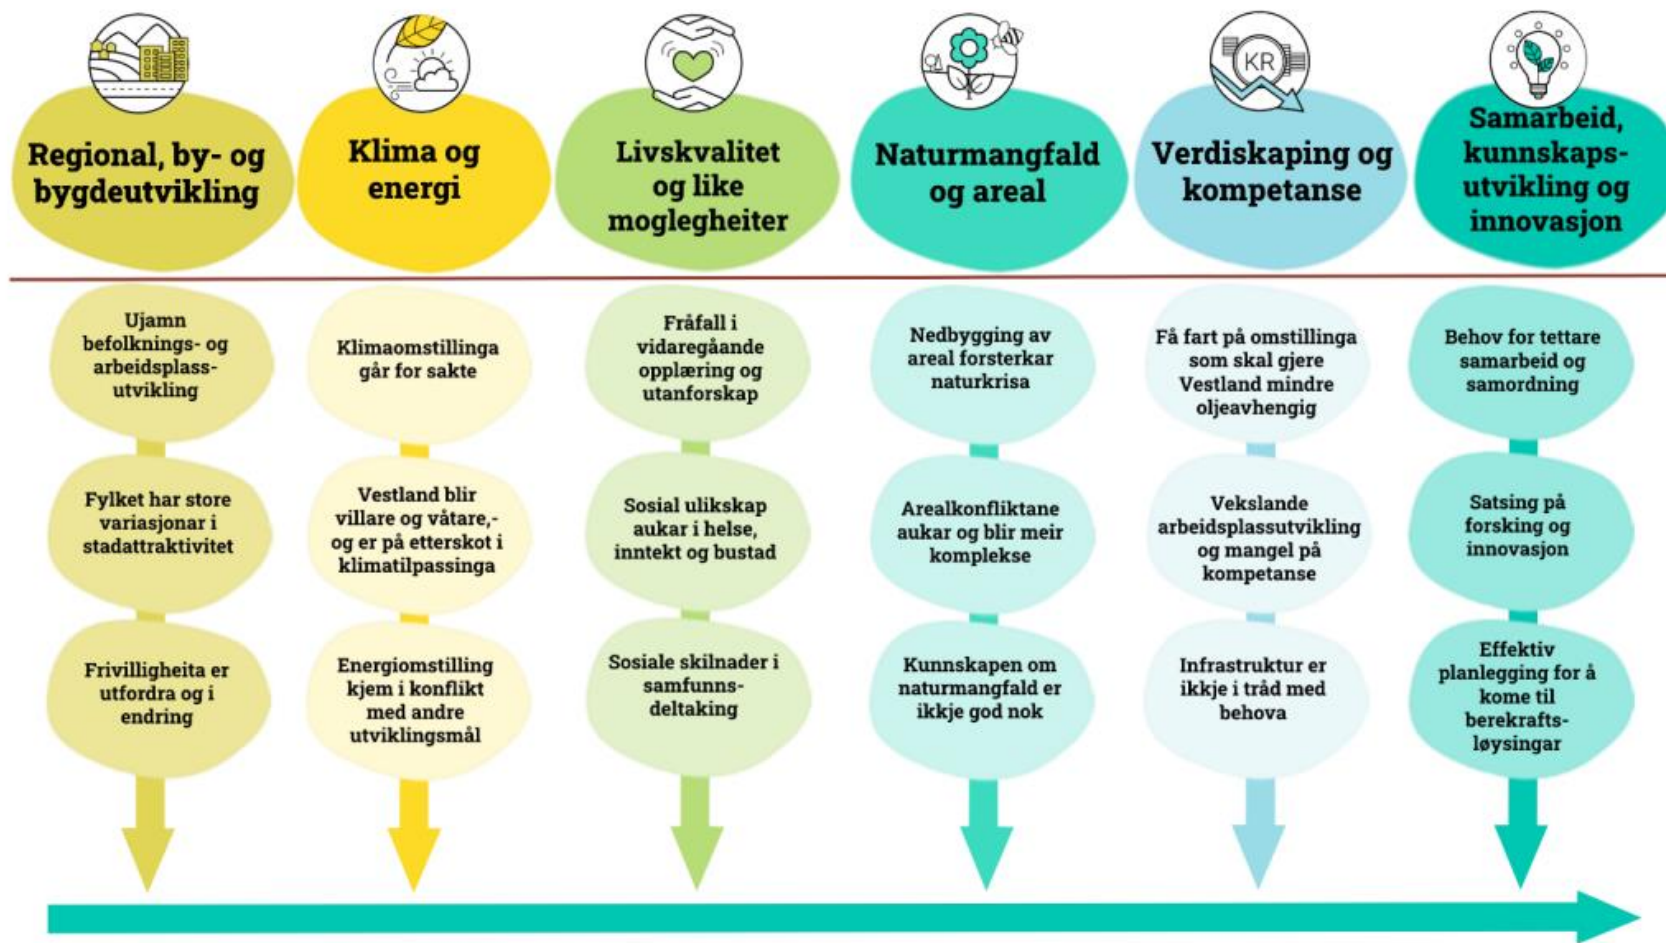 Regional, by- og
bygdeutvikling
Klima og
energi
Livskvalitet
og like
moglegheiter
Naturmangfald
og areal
KR
Verdiskaping og
kompetanse
Samarbeid,
kunnskaps-
utvikling og
innovasjon
Ujamn
befolknings- og
arbeidsplass-
utvikling
Fylket har store
variasjonar i
stadattraktivitet
Frivilligheita er
utfordra og i
endring
Klimaomstillinga
går for sakte
Vestland blir
villare og våtare,-
og er på etterskot i
klimatilpassinga
Energiomstilling
kjem i konflikt
med andre
utviklingsmål
Fråfall i
vidaregåande
opplæring og
utanforskap
Sosial ulikskap
aukar i helse,
inntekt og bustad
Sosiale skilnader i
samfunns-
deltaking
Nedbygging av
areal forsterkar
naturkrisa
Arealkonfliktane
aukar og blir meir
komplekse
Kunnskapen om
naturmangfald er
ikkje god nok
Få fart på omstillinga
som skal gjere
Vestland mindre
oljeavhengig
Vekslande
arbeidsplassutvikling
og mangel på
kompetanse
Infrastruktur er
ikkje i tråd med
behova
Behov for tettare
samarbeid og
samordning
Satsing på
forsking og
innovasjon
Effektiv
planlegging for å
kome til
berekrafts-
løysingar